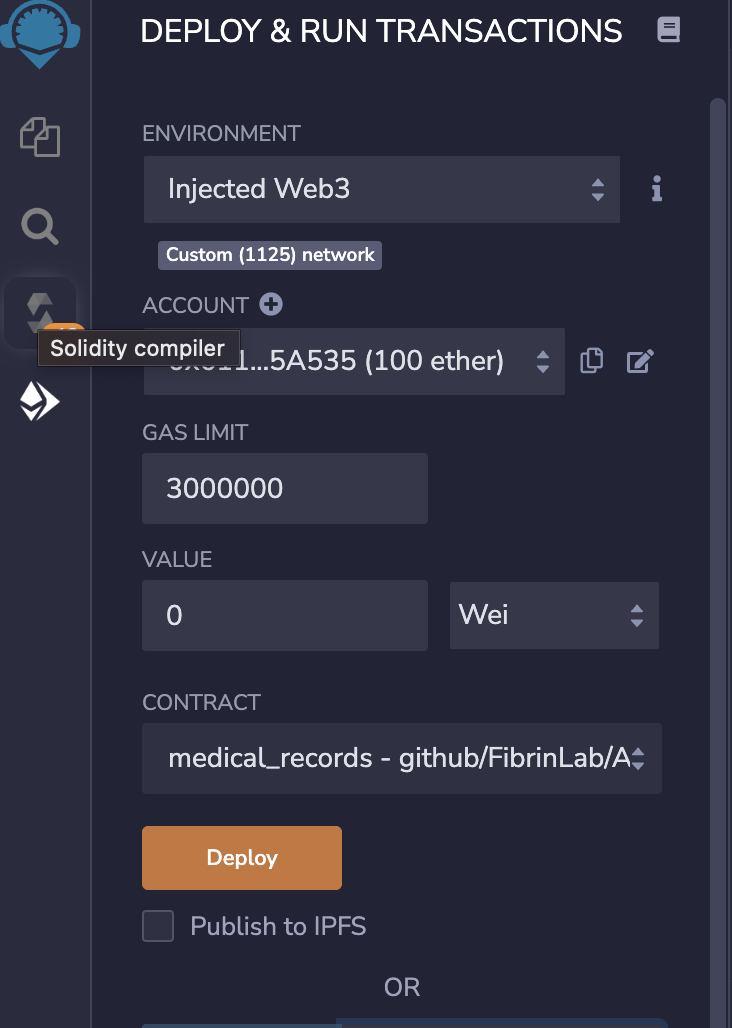 DEPLOY & RUN TRANSACTIONS
ENVIRONMENT
Injected Web3
Custom (1125) network
ACCOUNT
Solidity compiler
...5A535 (100 ether)
GAS LIMIT
3000000
VALUE
0
Wei
CONTRACT
medical_records - github/FibrinLab/A
Deploy
Publish to IPFS
OR